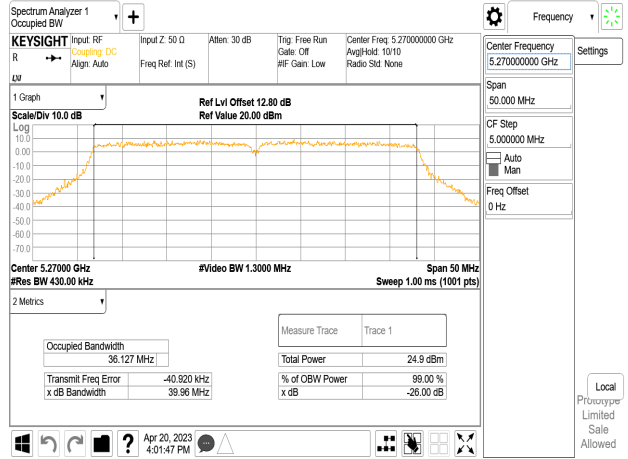 Spectrum Analyzer 1
Occupied BW
Frequency
KEYSIGHT
R
LXI
Input: RF
Coupling: DC
Align: Auto
Input Z: 50 Ω
Freq Ref: Int (S)
Atten: 30 dB
Trig: Free Run
Gate: Off
#IF Gain: Low
Center Freq: 5.270000000 GHz
Avg|Hold: 10/10
Radio Std: None
Center Frequency
5.270000000 GHz
Settings
Span
50.000 MHz
CF Step
5.000000 MHz
Auto
Man
Freq Offset
0 Hz
1 Graph
Scale/Div 10.0 dB
Ref Lvl Offset 12.80 dB
Ref Value 20.00 dBm
Log
10.0
0.00
-10.0
-20.0
-30.0
-40.0
-50.0
-60.0
-70.0
Center 5.27000 GHz
#Video BW 1.3000 MHz
Span 50 MHz
#Res BW 430.00 kHz
Sweep 1.00 ms (1001 pts)
2 Metrics
Measure Trace
Trace 1
Occupied Bandwidth
36.127 MHz
Total Power
24.9 dBm
Transmit Freq Error
-40.920 kHz
% of OBW Power
99.00 %
x dB Bandwidth
39.96 MHz
x dB
-26.00 dB
Local
Prototype
Limited
Sale
Allowed
?
Apr 20, 2023
4:01:47 PM